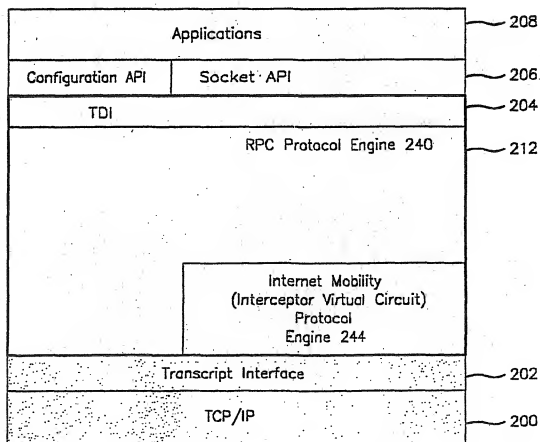 Applications
208
Configuration API
Socket API
206
TDI
204
RPC Protocol Engine 240
212
Internet Mobility
(Interceptor Virtual Circuit)
Protocol
Engine 244
Transcript Interface
202
TCP/IP
200